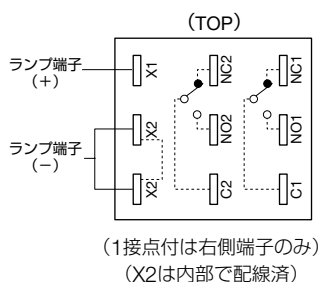 (TOP)
ランプ端子
(+)
X1
NC2
NC1
ランプ端子
(−)
X2
NO2
NO1
X2
C2
C1
(1接点付は右側端子のみ)
(X2は内部で配線済)